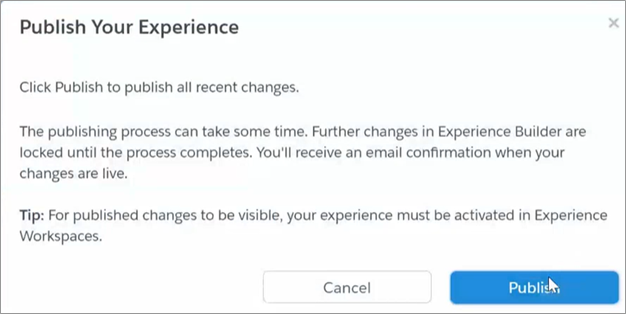 Publish Your Experience
Click Publish to publish all recent changes.
The publishing process can take some time. Further changes in Experience Builder are
locked until the process completes. You'll receive an email confirmation when your
changes are live.
Tip: For published changes to be visible, your experience must be activated in Experience
Workspaces.
Cancel
Publish